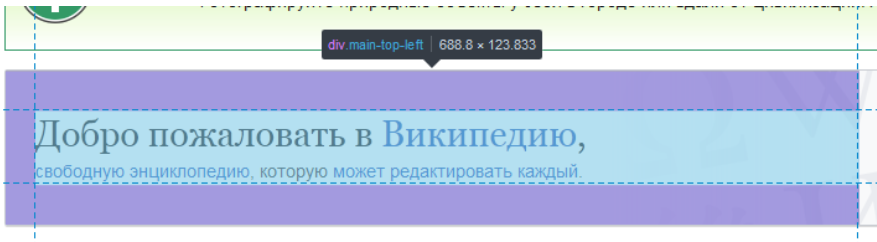 div.main-top-left 688.8 × 123.833
Добро пожаловать в Википедию,
свободную энциклопедию, которую может редактировать каждый.